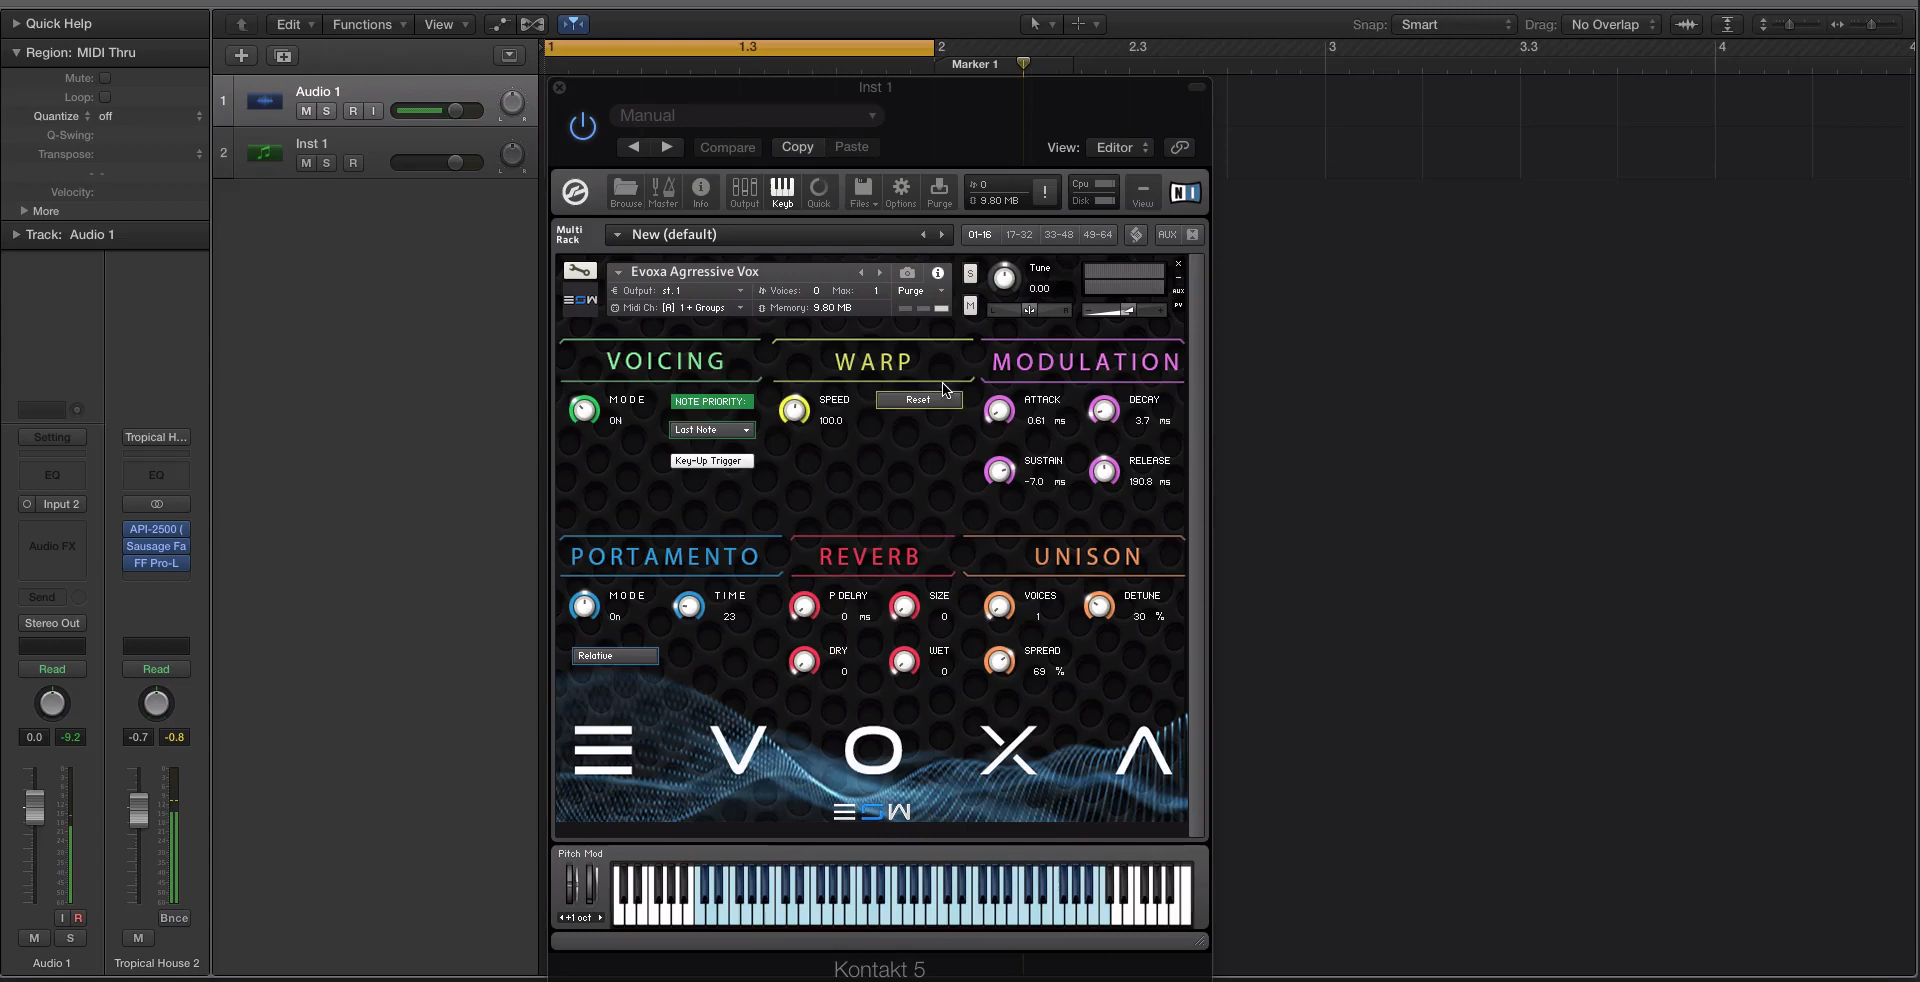 Quick Help
Edit Functions View
Snap: Smart Drag: No Overlap
Region: MIDI Thru
1 1.3 2 2.3 3 3.3 4
Marker 1
Mute:
Loop:
Quantize off
Q-Swing:
Transpose:
Velocity:
More
Track: Audio 1
1 Audio 1
M S R I
L R
2 Inst 1
M S R
L R
Inst 1
Manual
Compare Copy Paste View: Editor
Browse Master Info Output Keyb Quick Files Options Purge
0
9.80 MB
!
Cpu
Disk
View
Multi
Rack
New (default)
01-16 17-32 33-48 49-64 AUX
Evoxa Agrressive Vox
Output: st. 1 Voices: 0 Max: 1 Purge
Midi Ch: [A] 1 + Groups Memory: 9.80 MB
S
M
Tune
0.00
L R
AUX
PV
ESW
VOICING
MODE
ON
NOTE PRIORITY:
Last Note
Key-Up Trigger
WARP
SPEED
100.0
Reset
MODULATION
ATTACK
0.61 ms
DECAY
3.7 ms
SUSTAIN
-7.0 ms
RELEASE
190.8 ms
PORTAMENTO
MODE
On
TIME
23
Relative
REVERB
P DELAY
0 ms
SIZE
0
DRY
0
WET
0
UNISON
VOICES
1
DETUNE
30 %
SPREAD
69 %
EVOXA
ESW
Pitch Mod
+1 oct
Kontakt 5
Setting Tropical H...
EQ EQ
Input 2
Audio FX
API-2500 (
Sausage Fa
FF Pro-L
Send
Stereo Out
Read Read
0.0 -9.2 -0.7 -0.8
I R Bnce
M S M
Audio 1 Tropical House 2